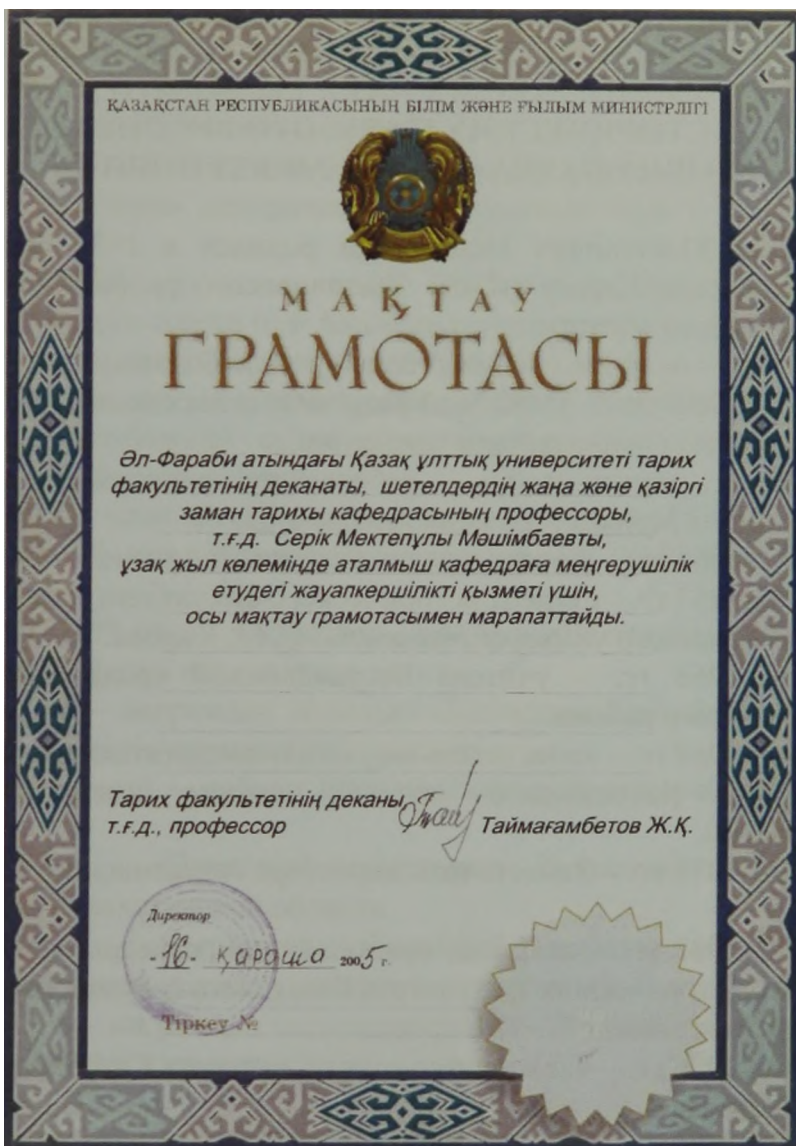 ҚАЗАҚСТАН РЕСПУБЛИКАСЫНЫҢ БІЛІМ ЖӘНЕ ҒЫЛЫМ МИНИСТРЛІГІ
МАҚТАУ
ГРАМОТАСЫ
Әл-Фараби атындағы Қазақ ұлттық университеті тарих
факультетінің деканаты, шетелдердің жаңа және қазіргі
заман тарихы кафедрасының профессоры,
т.ғ.д. Серік Мектепұлы Мәшімбаевты,
ұзақ жыл көлемінде аталмыш кафедраға меңгерушілік
етудегі жауапкершілікті қызметі үшін,
осы мақтау грамотасымен марапаттайды.
Тарих факультетінің деканы
т.ғ.д., профессор Таймағамбетов Ж.Қ.
Директор
-16- қараша 2005 г.
Тіркеу №